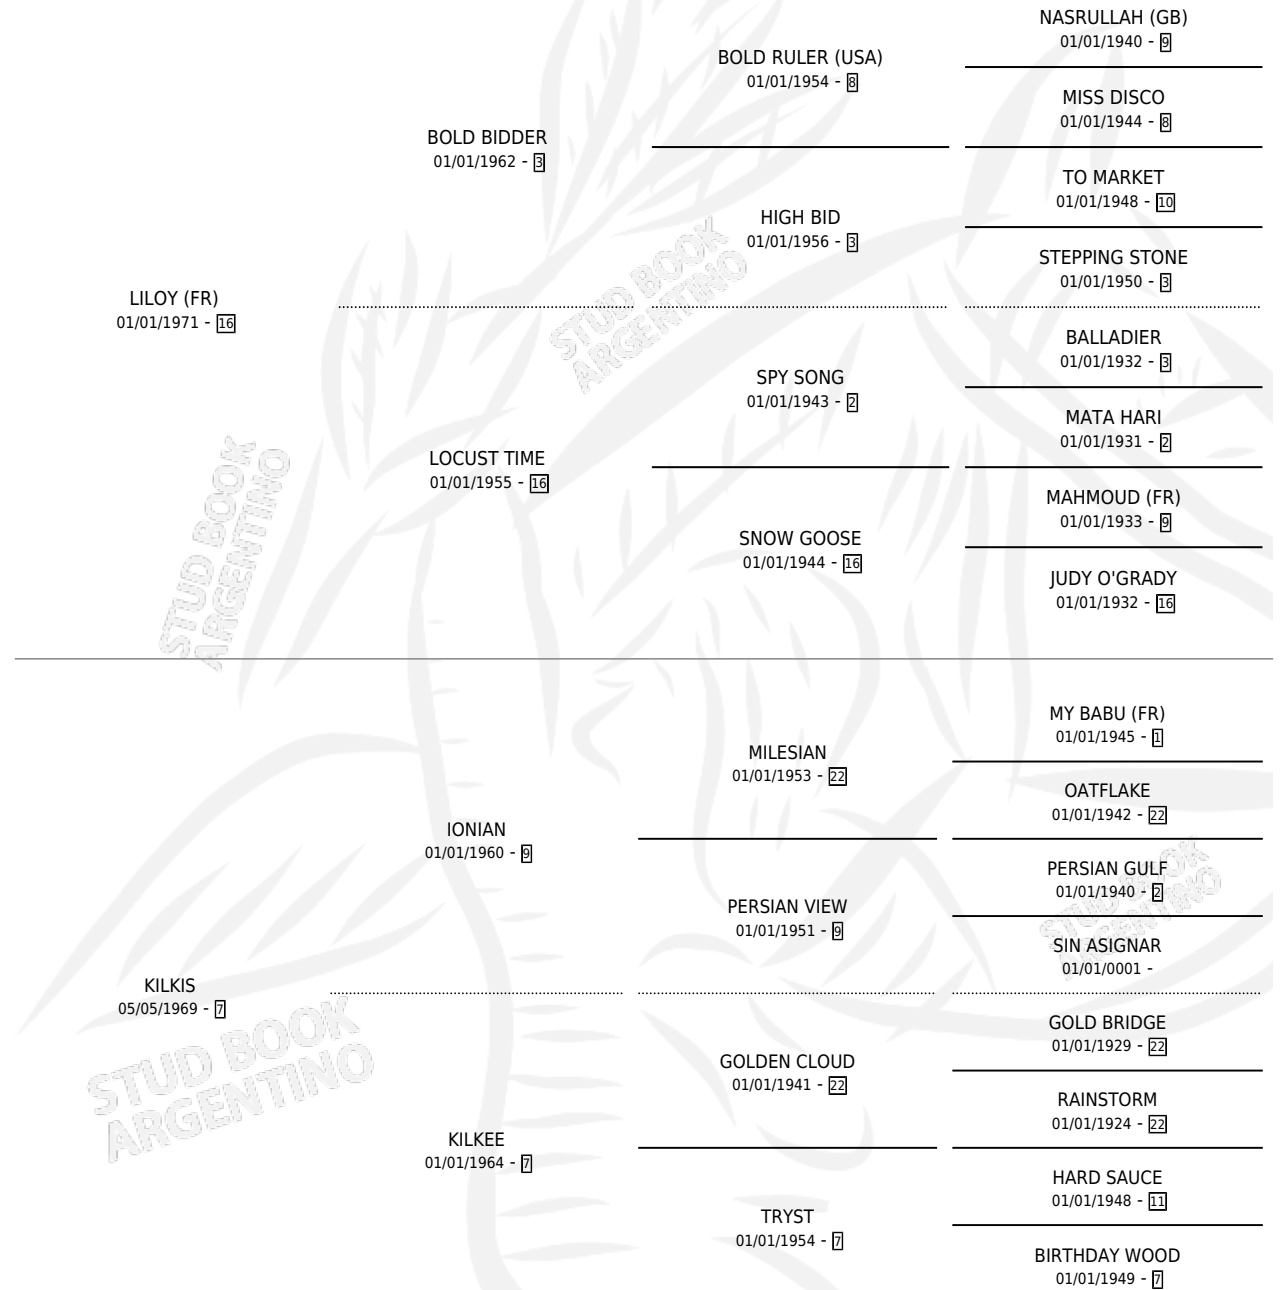 NASRULLAH (GB)
01/01/1940 - 9
BOLD RULER (USA)
01/01/1954 - 8
MISS DISCO
01/01/1944 - 8
BOLD BIDDER
01/01/1962 - 3
TO MARKET
01/01/1948 - 10
HIGH BID
01/01/1956 - 3
STEPPING STONE
01/01/1950 - 3
LILOY (FR)
01/01/1971 - 16
BALLADIER
01/01/1932 - 3
SPY SONG
01/01/1943 - 2
MATA HARI
01/01/1931 - 2
LOCUST TIME
01/01/1955 - 16
MAHMOUD (FR)
01/01/1933 - 9
SNOW GOOSE
01/01/1944 - 16
JUDY O'GRADY
01/01/1932 - 16
MY BABU (FR)
01/01/1945 - 1
MILESIAN
01/01/1953 - 22
OATFLAKE
01/01/1942 - 22
IONIAN
01/01/1960 - 9
PERSIAN GULF
01/01/1940 - 2
PERSIAN VIEW
01/01/1951 - 9
SIN ASIGNAR
01/01/0001 -
KILKIS
05/05/1969 - 7
GOLD BRIDGE
01/01/1929 - 22
GOLDEN CLOUD
01/01/1941 - 22
RAINSTORM
01/01/1924 - 22
KILKEE
01/01/1964 - 7
HARD SAUCE
01/01/1948 - 11
TRYST
01/01/1954 - 7
BIRTHDAY WOOD
01/01/1949 - 7
STUD BOOK
ARGENTINO
STUD BOOK
ARGENTINO
STUD BOOK
ARGENTINO
STUD BOOK
ARGENTINO